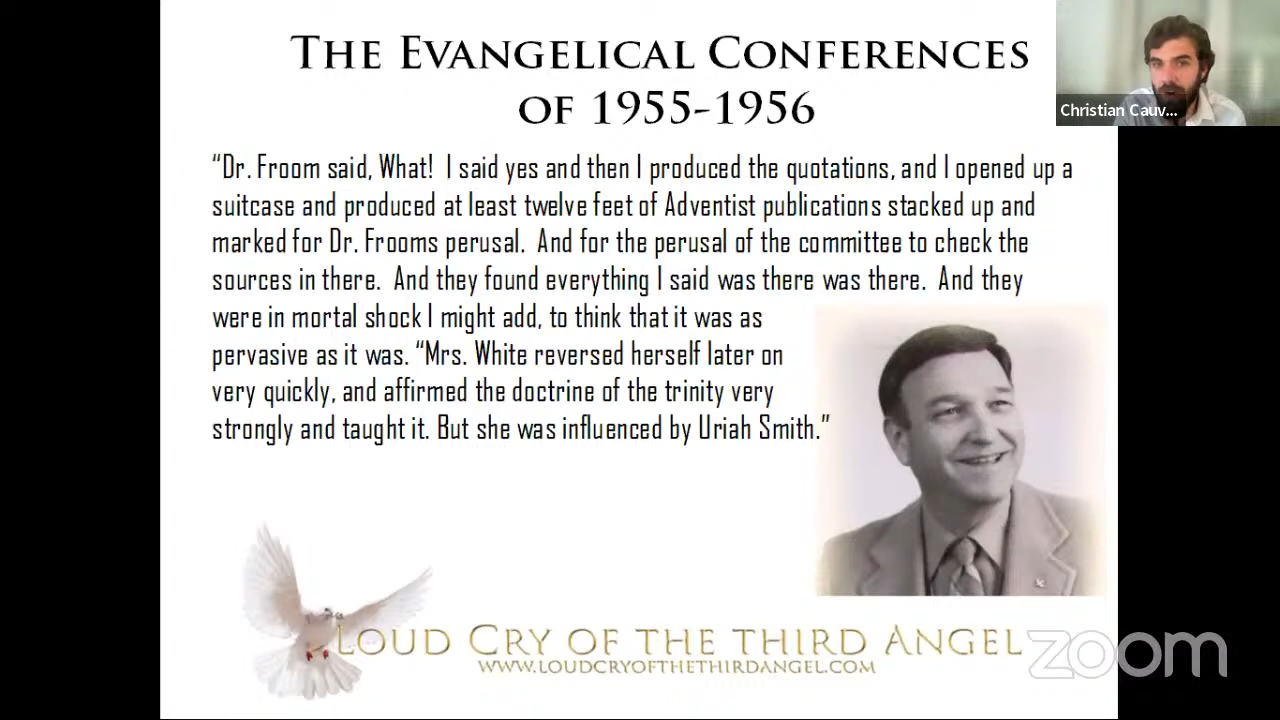 THE EVANGELICAL CONFERENCES
OF 1955-1956
Christian Cauv...
“Dr. Froom said, What!  I said yes and then I produced the quotations, and I opened up a
suitcase and produced at least twelve feet of Adventist publications stacked up and
marked for Dr. Frooms perusal.  And for the perusal of the committee to check the
sources in there.  And they found everything I said was there was there.  And they
were in mortal shock I might add, to think that it was as
pervasive as it was. “Mrs. White reversed herself later on
very quickly, and affirmed the doctrine of the trinity very
strongly and taught it. But she was influenced by Uriah Smith.”
LOUD CRY OF THE THIRD ANGEL
WWW.LOUDCRYOFTHETHIRDANGEL.COM
zoom